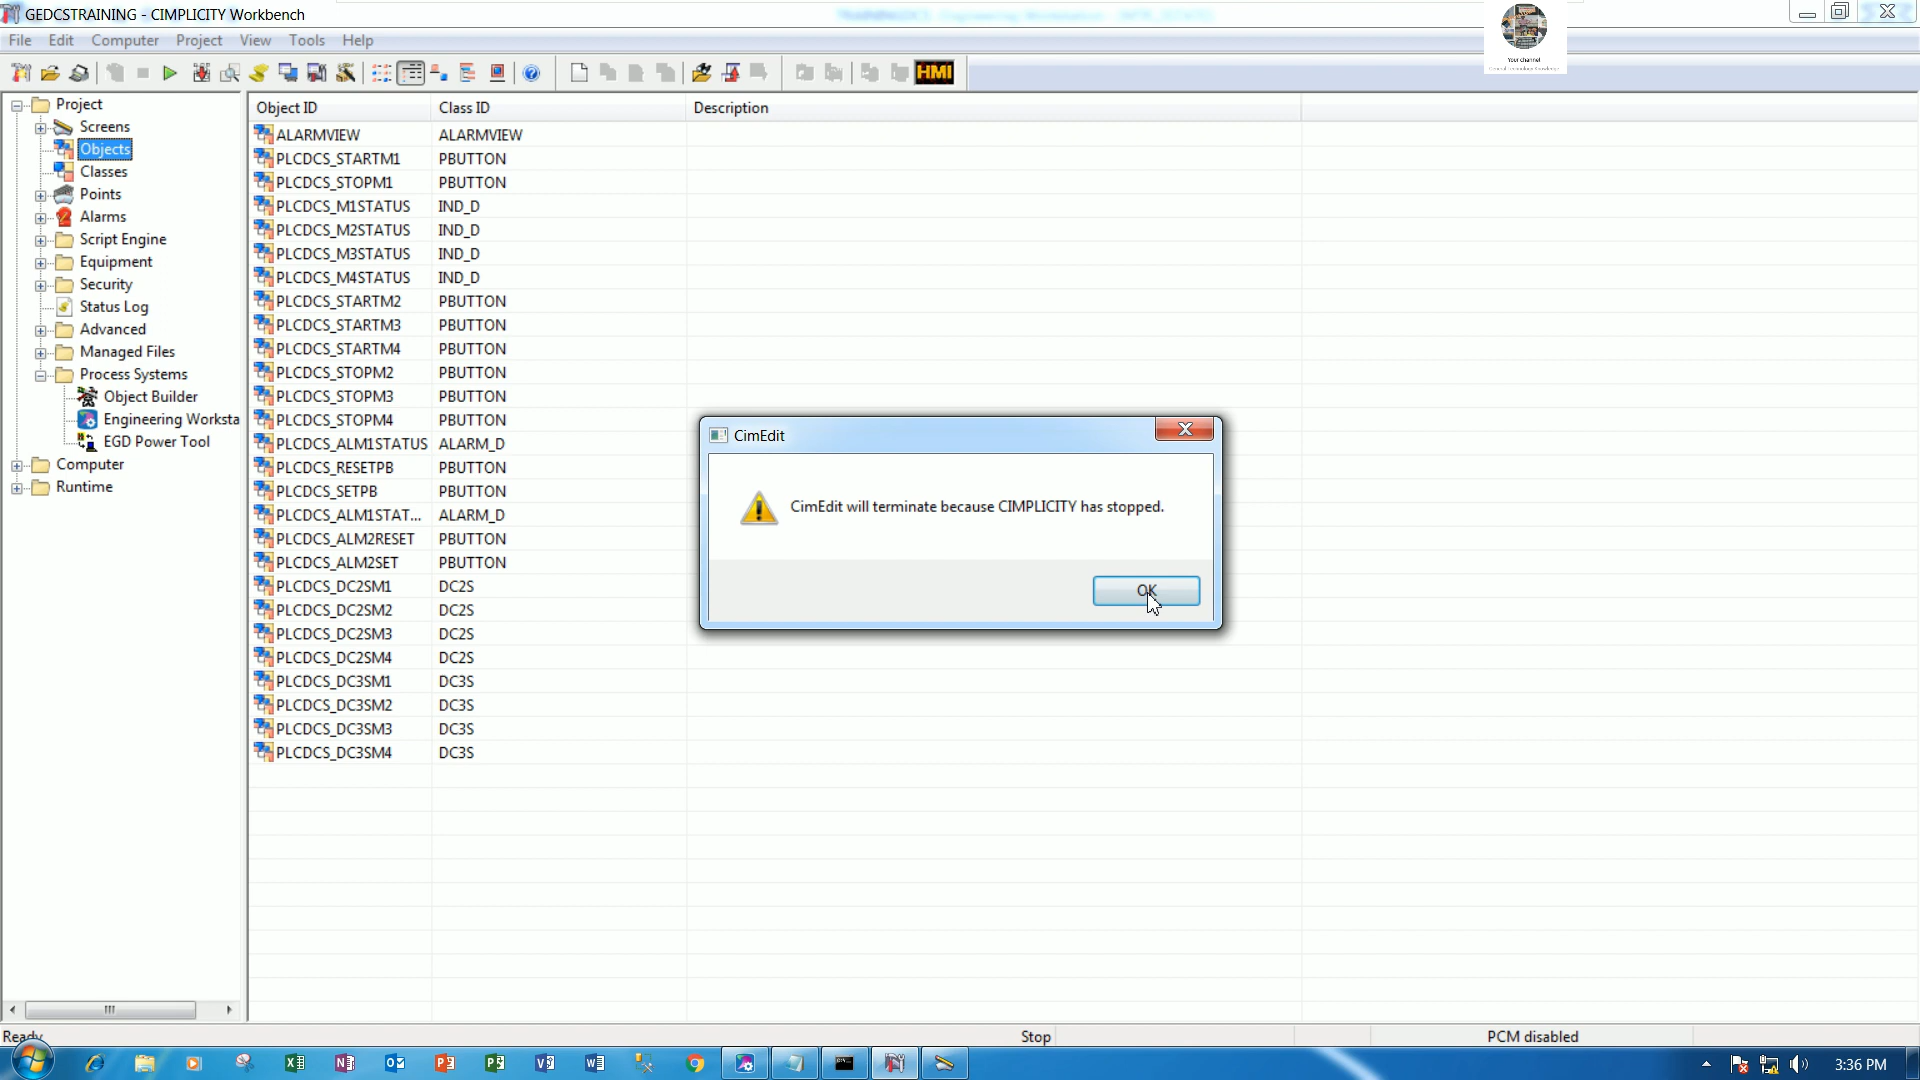 GEDCSTRAINING - CIMPLICITY Workbench
File Edit Computer Project View Tools Help
HMI
Your channel
Project
Screens
Objects
Classes
Points
Alarms
Script Engine
Equipment
Security
Status Log
Advanced
Managed Files
Process Systems
Object Builder
Engineering Worksta
EGD Power Tool
Computer
Runtime
Object ID Class ID Description
ALARMVIEW ALARMVIEW
PLCDCS_STARTM1 PBUTTON
PLCDCS_STOPM1 PBUTTON
PLCDCS_M1STATUS IND_D
PLCDCS_M2STATUS IND_D
PLCDCS_M3STATUS IND_D
PLCDCS_M4STATUS IND_D
PLCDCS_STARTM2 PBUTTON
PLCDCS_STARTM3 PBUTTON
PLCDCS_STARTM4 PBUTTON
PLCDCS_STOPM2 PBUTTON
PLCDCS_STOPM3 PBUTTON
PLCDCS_STOPM4 PBUTTON
PLCDCS_ALM1STATUS ALARM_D
PLCDCS_RESETPB PBUTTON
PLCDCS_SETPB PBUTTON
PLCDCS_ALM1STAT... ALARM_D
PLCDCS_ALM2RESET PBUTTON
PLCDCS_ALM2SET PBUTTON
PLCDCS_DC2SM1 DC2S
PLCDCS_DC2SM2 DC2S
PLCDCS_DC2SM3 DC2S
PLCDCS_DC2SM4 DC2S
PLCDCS_DC3SM1 DC3S
PLCDCS_DC3SM2 DC3S
PLCDCS_DC3SM3 DC3S
PLCDCS_DC3SM4 DC3S
CimEdit
CimEdit will terminate because CIMPLICITY has stopped.
OK
Ready Stop PCM disabled
3:36 PM